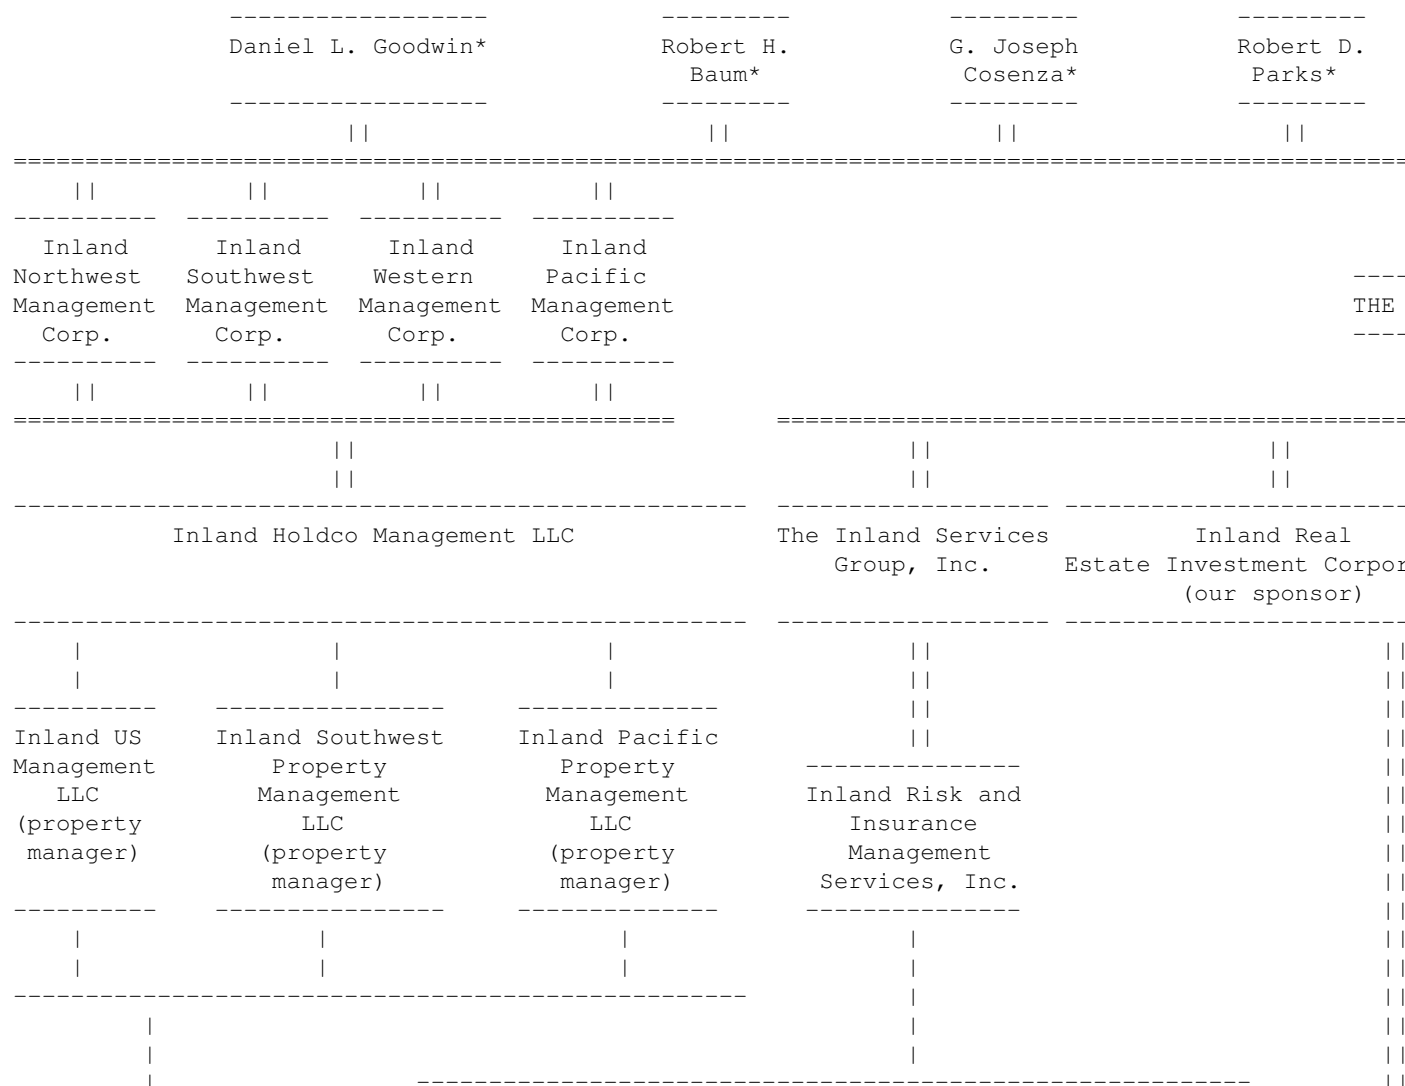 Daniel L. Goodwin* Robert H. G. Joseph Robert D.
Baum* Cosenza* Parks*
Inland Inland Inland Inland
Northwest Southwest Western Pacific
Management Management Management Management THE
Corp. Corp. Corp. Corp.
Inland Holdco Management LLC The Inland Services Inland Real
Group, Inc. Estate Investment Corpor
(our sponsor)
Inland US Inland Southwest Inland Pacific
Management Property Property
LLC Management Management Inland Risk and
(property LLC LLC Insurance
manager) (property (property Management
manager) manager) Services, Inc.